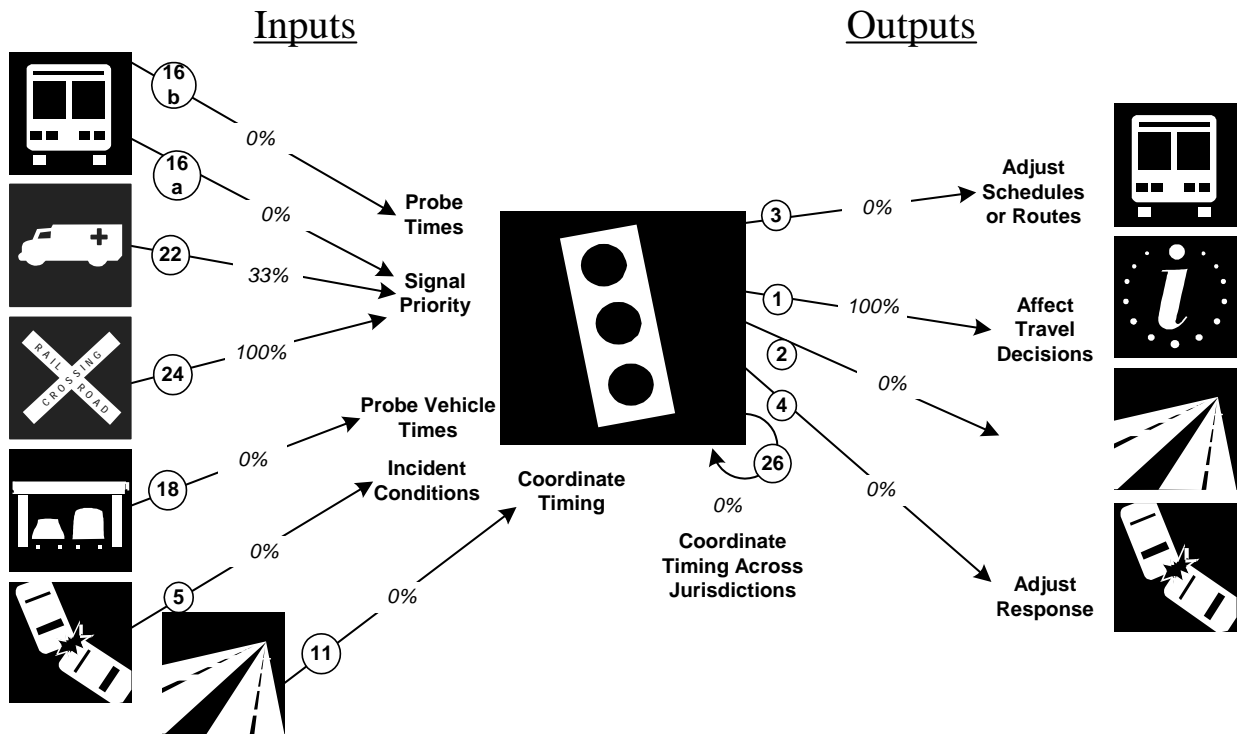 Inputs
Outputs
16
b
0%
16
a
0%
Probe
Times
22
33%
Signal
Priority
RAIL ROAD
CROSSING
24
100%
Probe Vehicle
Times
18
0%
Incident
Conditions
5
0%
11
0%
Coordinate
Timing
26
0%
Coordinate
Timing Across
Jurisdictions
3
0%
Adjust
Schedules
or Routes
1
100%
Affect
Travel
Decisions
i
2
0%
4
0%
Adjust
Response